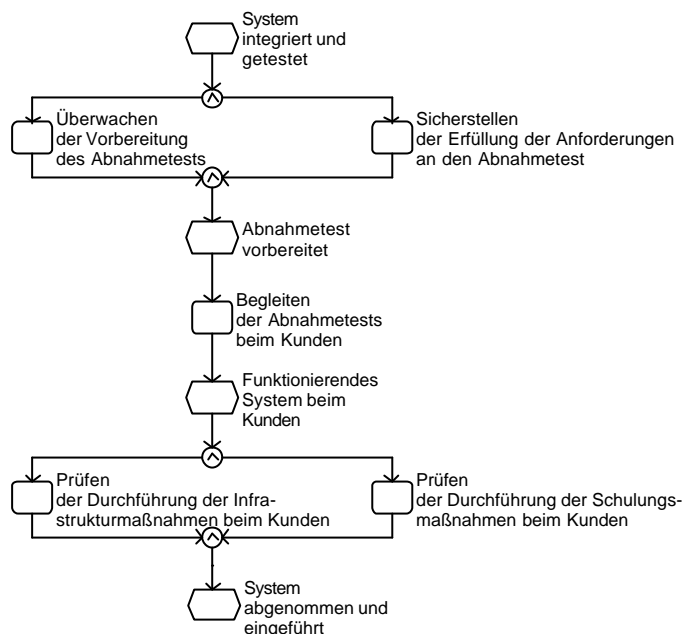 System
integriert und
getestet
Überwachen
der Vorbereitung
des Abnahmetests
Sicherstellen
der Erfüllung der Anforderungen
an den Abnahmetest
Abnahmetest
vorbereitet
Begleiten
der Abnahmetests
beim Kunden
Funktionierendes
System beim
Kunden
Prüfen
der Durchführung der Infra-
strukturmaßnahmen beim Kunden
Prüfen
der Durchführung der Schulungs-
maßnahmen beim Kunden
System
abgenommen und
eingeführt